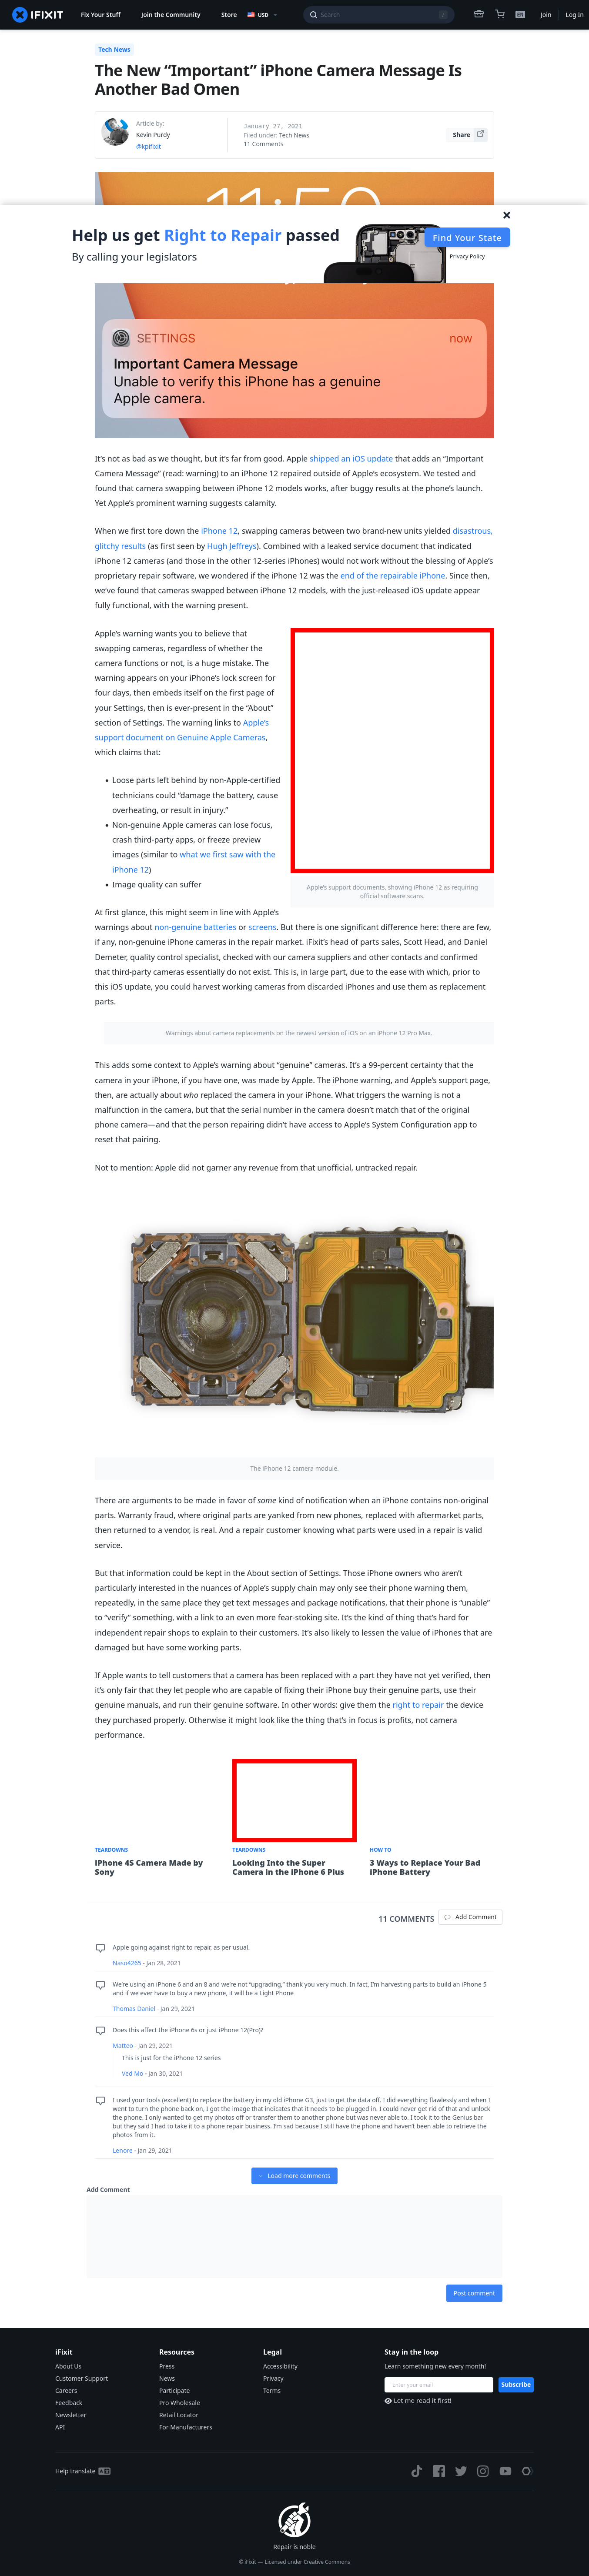 IFIXIT
Fix Your Stuff
Join the Community
Store
USD
Search
/
EN
Join
Log In
Tech News
The New “Important” iPhone Camera Message Is
Another Bad Omen
Article by:
Kevin Purdy
@kpifixit
January 27, 2021
Filed under: Tech News
11 Comments
Share
Help us get Right to Repair passed
By calling your legislators
Find Your State
Privacy Policy
SETTINGS
now
Important Camera Message
Unable to verify this iPhone has a genuine
Apple camera.
It’s not as bad as we thought, but it’s far from good. Apple shipped an iOS update that adds an “Important
Camera Message” (read: warning) to an iPhone 12 repaired outside of Apple’s ecosystem. We tested and
found that camera swapping between iPhone 12 models works, after buggy results at the phone’s launch.
Yet Apple’s prominent warning suggests calamity.
When we first tore down the iPhone 12, swapping cameras between two brand-new units yielded disastrous,
glitchy results (as first seen by Hugh Jeffreys). Combined with a leaked service document that indicated
iPhone 12 cameras (and those in the other 12-series iPhones) would not work without the blessing of Apple’s
proprietary repair software, we wondered if the iPhone 12 was the end of the repairable iPhone. Since then,
we’ve found that cameras swapped between iPhone 12 models, with the just-released iOS update appear
fully functional, with the warning present.
Apple’s warning wants you to believe that
swapping cameras, regardless of whether the
camera functions or not, is a huge mistake. The
warning appears on your iPhone’s lock screen for
four days, then embeds itself on the first page of
your Settings, then is ever-present in the “About”
section of Settings. The warning links to Apple’s
support document on Genuine Apple Cameras,
which claims that:
Loose parts left behind by non-Apple-certified
technicians could “damage the battery, cause
overheating, or result in injury.”
Non-genuine Apple cameras can lose focus,
crash third-party apps, or freeze preview
images (similar to what we first saw with the
iPhone 12)
Image quality can suffer
Apple’s support documents, showing iPhone 12 as requiring
official software scans.
At first glance, this might seem in line with Apple’s
warnings about non-genuine batteries or screens. But there is one significant difference here: there are few,
if any, non-genuine iPhone cameras in the repair market. iFixit’s head of parts sales, Scott Head, and Daniel
Demeter, quality control specialist, checked with our camera suppliers and other contacts and confirmed
that third-party cameras essentially do not exist. This is, in large part, due to the ease with which, prior to
this iOS update, you could harvest working cameras from discarded iPhones and use them as replacement
parts.
Warnings about camera replacements on the newest version of iOS on an iPhone 12 Pro Max.
This adds some context to Apple’s warning about “genuine” cameras. It’s a 99-percent certainty that the
camera in your iPhone, if you have one, was made by Apple. The iPhone warning, and Apple’s support page,
then, are actually about who replaced the camera in your iPhone. What triggers the warning is not a
malfunction in the camera, but that the serial number in the camera doesn’t match that of the original
phone camera—and that the person repairing didn’t have access to Apple’s System Configuration app to
reset that pairing.
Not to mention: Apple did not garner any revenue from that unofficial, untracked repair.
The iPhone 12 camera module.
There are arguments to be made in favor of some kind of notification when an iPhone contains non-original
parts. Warranty fraud, where original parts are yanked from new phones, replaced with aftermarket parts,
then returned to a vendor, is real. And a repair customer knowing what parts were used in a repair is valid
service.
But that information could be kept in the About section of Settings. Those iPhone owners who aren’t
particularly interested in the nuances of Apple’s supply chain may only see their phone warning them,
repeatedly, in the same place they get text messages and package notifications, that their phone is “unable”
to “verify” something, with a link to an even more fear-stoking site. It’s the kind of thing that’s hard for
independent repair shops to explain to their customers. It’s also likely to lessen the value of iPhones that are
damaged but have some working parts.
If Apple wants to tell customers that a camera has been replaced with a part they have not yet verified, then
it’s only fair that they let people who are capable of fixing their iPhone buy their genuine parts, use their
genuine manuals, and run their genuine software. In other words: give them the right to repair the device
they purchased properly. Otherwise it might look like the thing that’s in focus is profits, not camera
performance.
TEARDOWNS
iPhone 4S Camera Made by
Sony
TEARDOWNS
Looking Into the Super
Camera in the iPhone 6 Plus
HOW TO
3 Ways to Replace Your Bad
iPhone Battery
11 COMMENTS
Add Comment
Apple going against right to repair, as per usual.
Naso4265 - Jan 28, 2021
We’re using an iPhone 6 and an 8 and we’re not “upgrading,” thank you very much. In fact, I’m harvesting parts to build an iPhone 5
and if we ever have to buy a new phone, it will be a Light Phone
Thomas Daniel - Jan 29, 2021
Does this affect the iPhone 6s or just iPhone 12(Pro)?
Matteo - Jan 29, 2021
This is just for the iPhone 12 series
Ved Mo - Jan 30, 2021
I used your tools (excellent) to replace the battery in my old iPhone G3, just to get the data off. I did everything flawlessly and when I
went to turn the phone back on, I got the image that indicates that it needs to be plugged in. I could never get rid of that and unlock
the phone. I only wanted to get my photos off or transfer them to another phone but was never able to. I took it to the Genius bar
but they said I had to take it to a phone repair business. I’m sad because I still have the phone and haven’t been able to retrieve the
photos from it.
Lenore - Jan 29, 2021
Load more comments
Add Comment
Post comment
iFixit
About Us
Customer Support
Careers
Feedback
Newsletter
API
Resources
Press
News
Participate
Pro Wholesale
Retail Locator
For Manufacturers
Legal
Accessibility
Privacy
Terms
Stay in the loop
Learn something new every month!
Enter your email
Subscribe
Let me read it first!
Help translate
Repair is noble
© iFixit — Licensed under Creative Commons